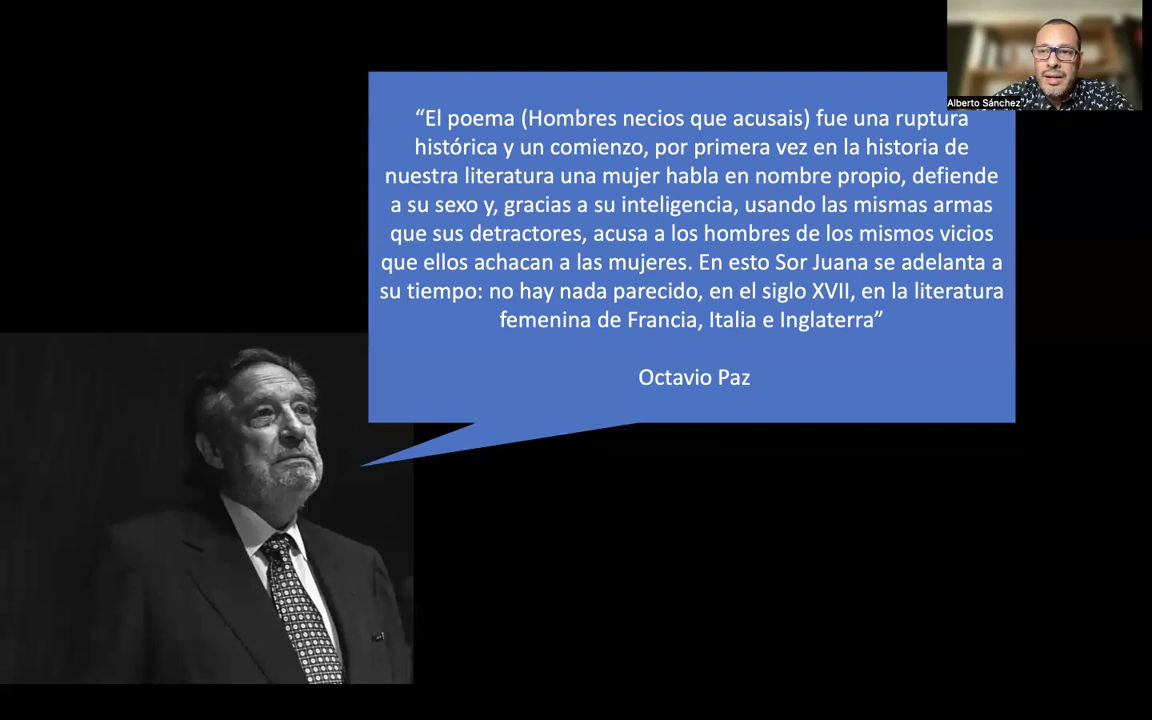 Alberto Sánchez
“El poema (Hombres necios que acusais) fue una ruptura
histórica y un comienzo, por primera vez en la historia de
nuestra literatura una mujer habla en nombre propio, defiende
a su sexo y, gracias a su inteligencia, usando las mismas armas
que sus detractores, acusa a los hombres de los mismos vicios
que ellos achacan a las mujeres. En esto Sor Juana se adelanta a
su tiempo: no hay nada parecido, en el siglo XVII, en la literatura
femenina de Francia, Italia e Inglaterra”
Octavio Paz